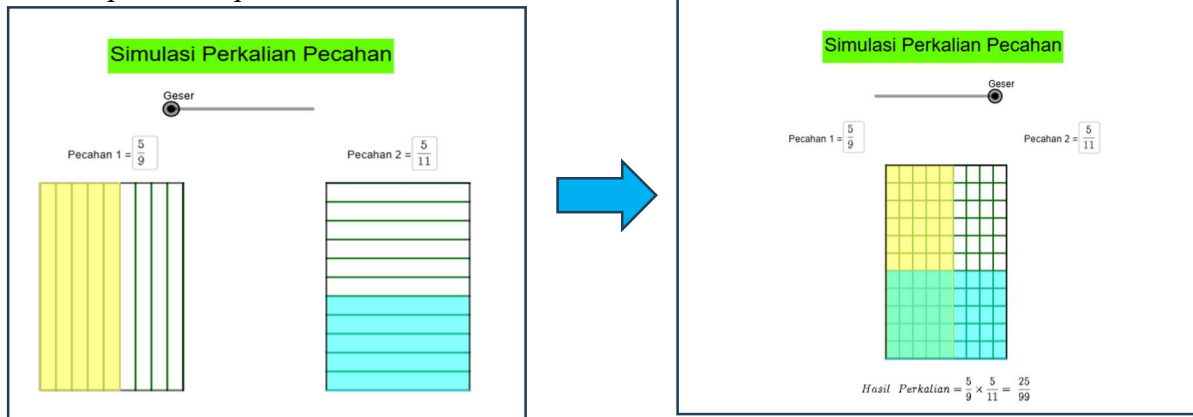 Simulasi Perkalian Pecahan
Geser
Pecahan 1 = 5/9
Pecahan 2 = 5/11
Simulasi Perkalian Pecahan
Geser
Pecahan 1 = 5/9
Pecahan 2 = 5/11
Hasil Perkalian = 5/9 × 5/11 = 25/99